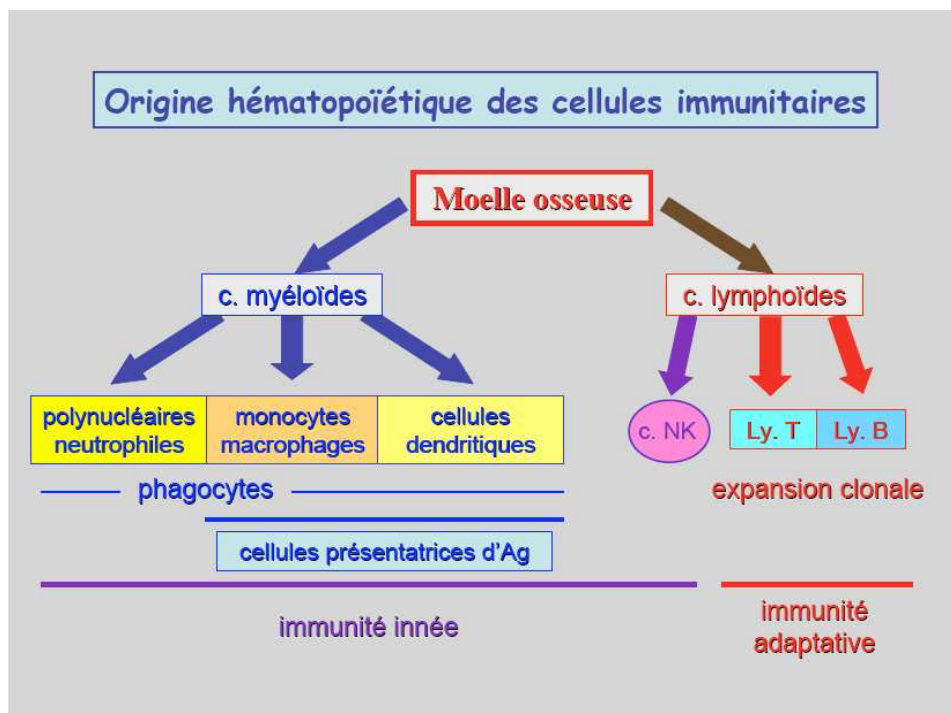 Origine hématopoïétique des cellules immunitaires
Moelle osseuse
c. myéloïdes
c. lymphoïdes
polynucléaires
neutrophiles
monocytes
macrophages
cellules
dendritiques
c. NK
Ly. T
Ly. B
phagocytes
expansion clonale
cellules présentatrices d'Ag
immunité innée
immunité
adaptative